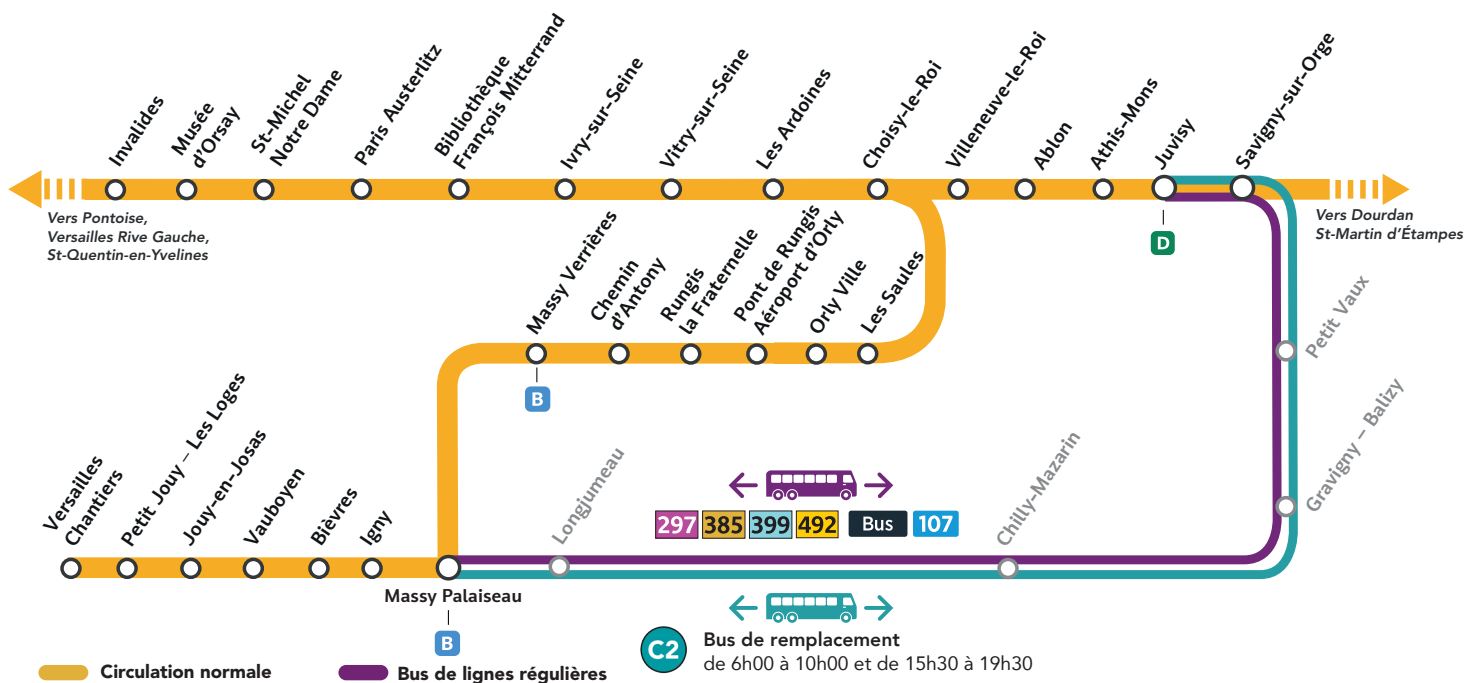 Invalides
Musée
d'Orsay
St-Michel
Notre Dame
Paris Austerlitz
Bibliothèque
François Mitterrand
Ivry-sur-Seine
Vitry-sur-Seine
Les Ardoines
Choisy-le-Roi
Villeneuve-le-Roi
Ablon
Athis-Mons
Juvisy
Savigny-sur-Orge
Vers Pontoise,
Versailles Rive Gauche,
St-Quentin-en-Yvelines
D
Vers Dourdan
St-Martin d'Étampes
Massy Verrières
Chemin
d'Antony
Rungis
la Fraternelle
Pont de Rungis
Aéroport d'Orly
Orly Ville
Les Saules
Petit Vaux
B
Gravigny – Balizy
Versailles
Chantiers
Petit Jouy – Les Loges
Jouy-en-Josas
Vauboyen
Bièvres
Igny
Longjumeau
Chilly-Mazarin
297 385 399 492 Bus 107
Massy Palaiseau
B
C2
Bus de remplacement
de 6h00 à 10h00 et de 15h30 à 19h30
Circulation normale
Bus de lignes régulières